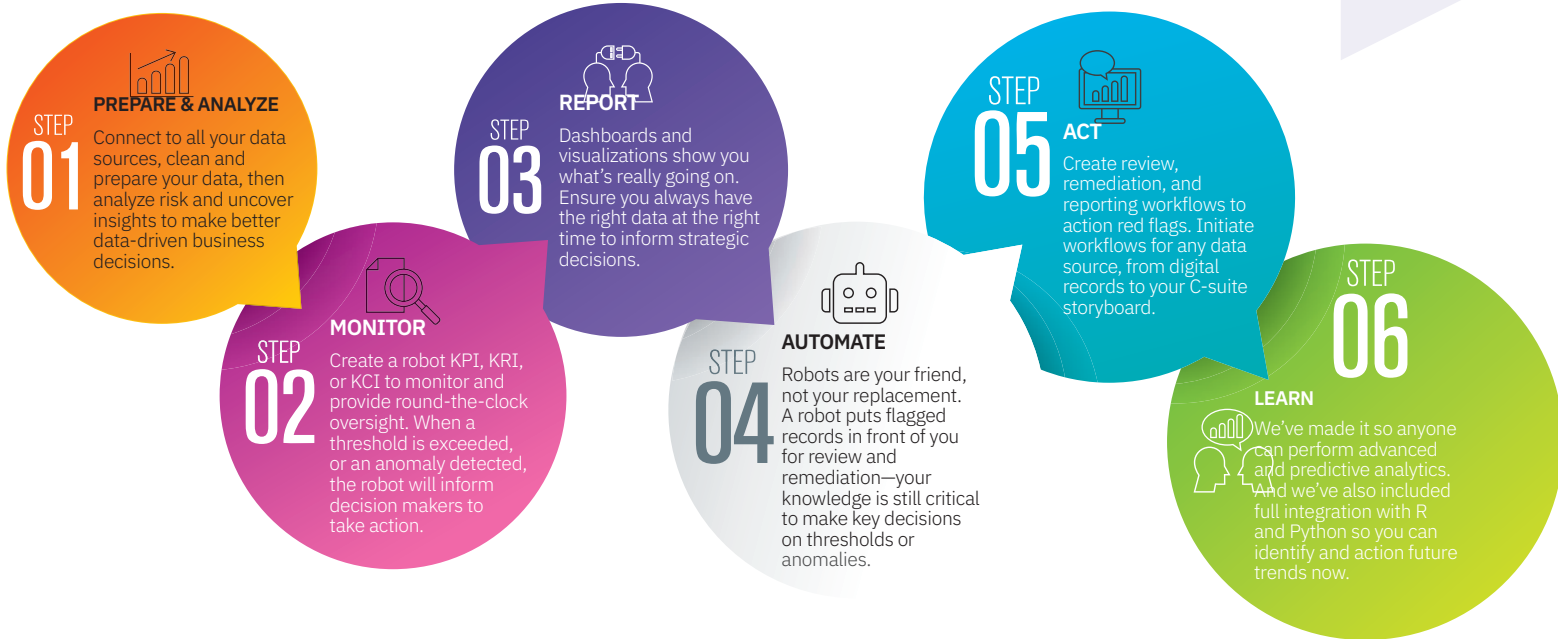 STEP
01
PREPARE & ANALYZE
Connect to all your data
sources, clean and
prepare your data, then
analyze risk and uncover
insights to make better
data-driven business
decisions.
STEP
02
MONITOR
Create a robot KPI, KRI,
or KCI to monitor and
provide round-the-clock
oversight. When a
threshold is exceeded,
or an anomaly detected,
the robot will inform
decision makers to
take action.
STEP
03
REPORT
Dashboards and
visualizations show you
what’s really going on.
Ensure you always have
the right data at the right
time to inform strategic
decisions.
STEP
04
AUTOMATE
Robots are your friend,
not your replacement.
A robot puts flagged
records in front of you
for review and
remediation—your
knowledge is still critical
to make key decisions
on thresholds or
anomalies.
STEP
05
ACT
Create review,
remediation, and
reporting workflows to
action red flags. Initiate
workflows for any data
source, from digital
records to your C-suite
storyboard.
STEP
06
LEARN
We’ve made it so anyone
can perform advanced
and predictive analytics.
And we’ve also included
full integration with R
and Python so you can
identify and action future
trends now.